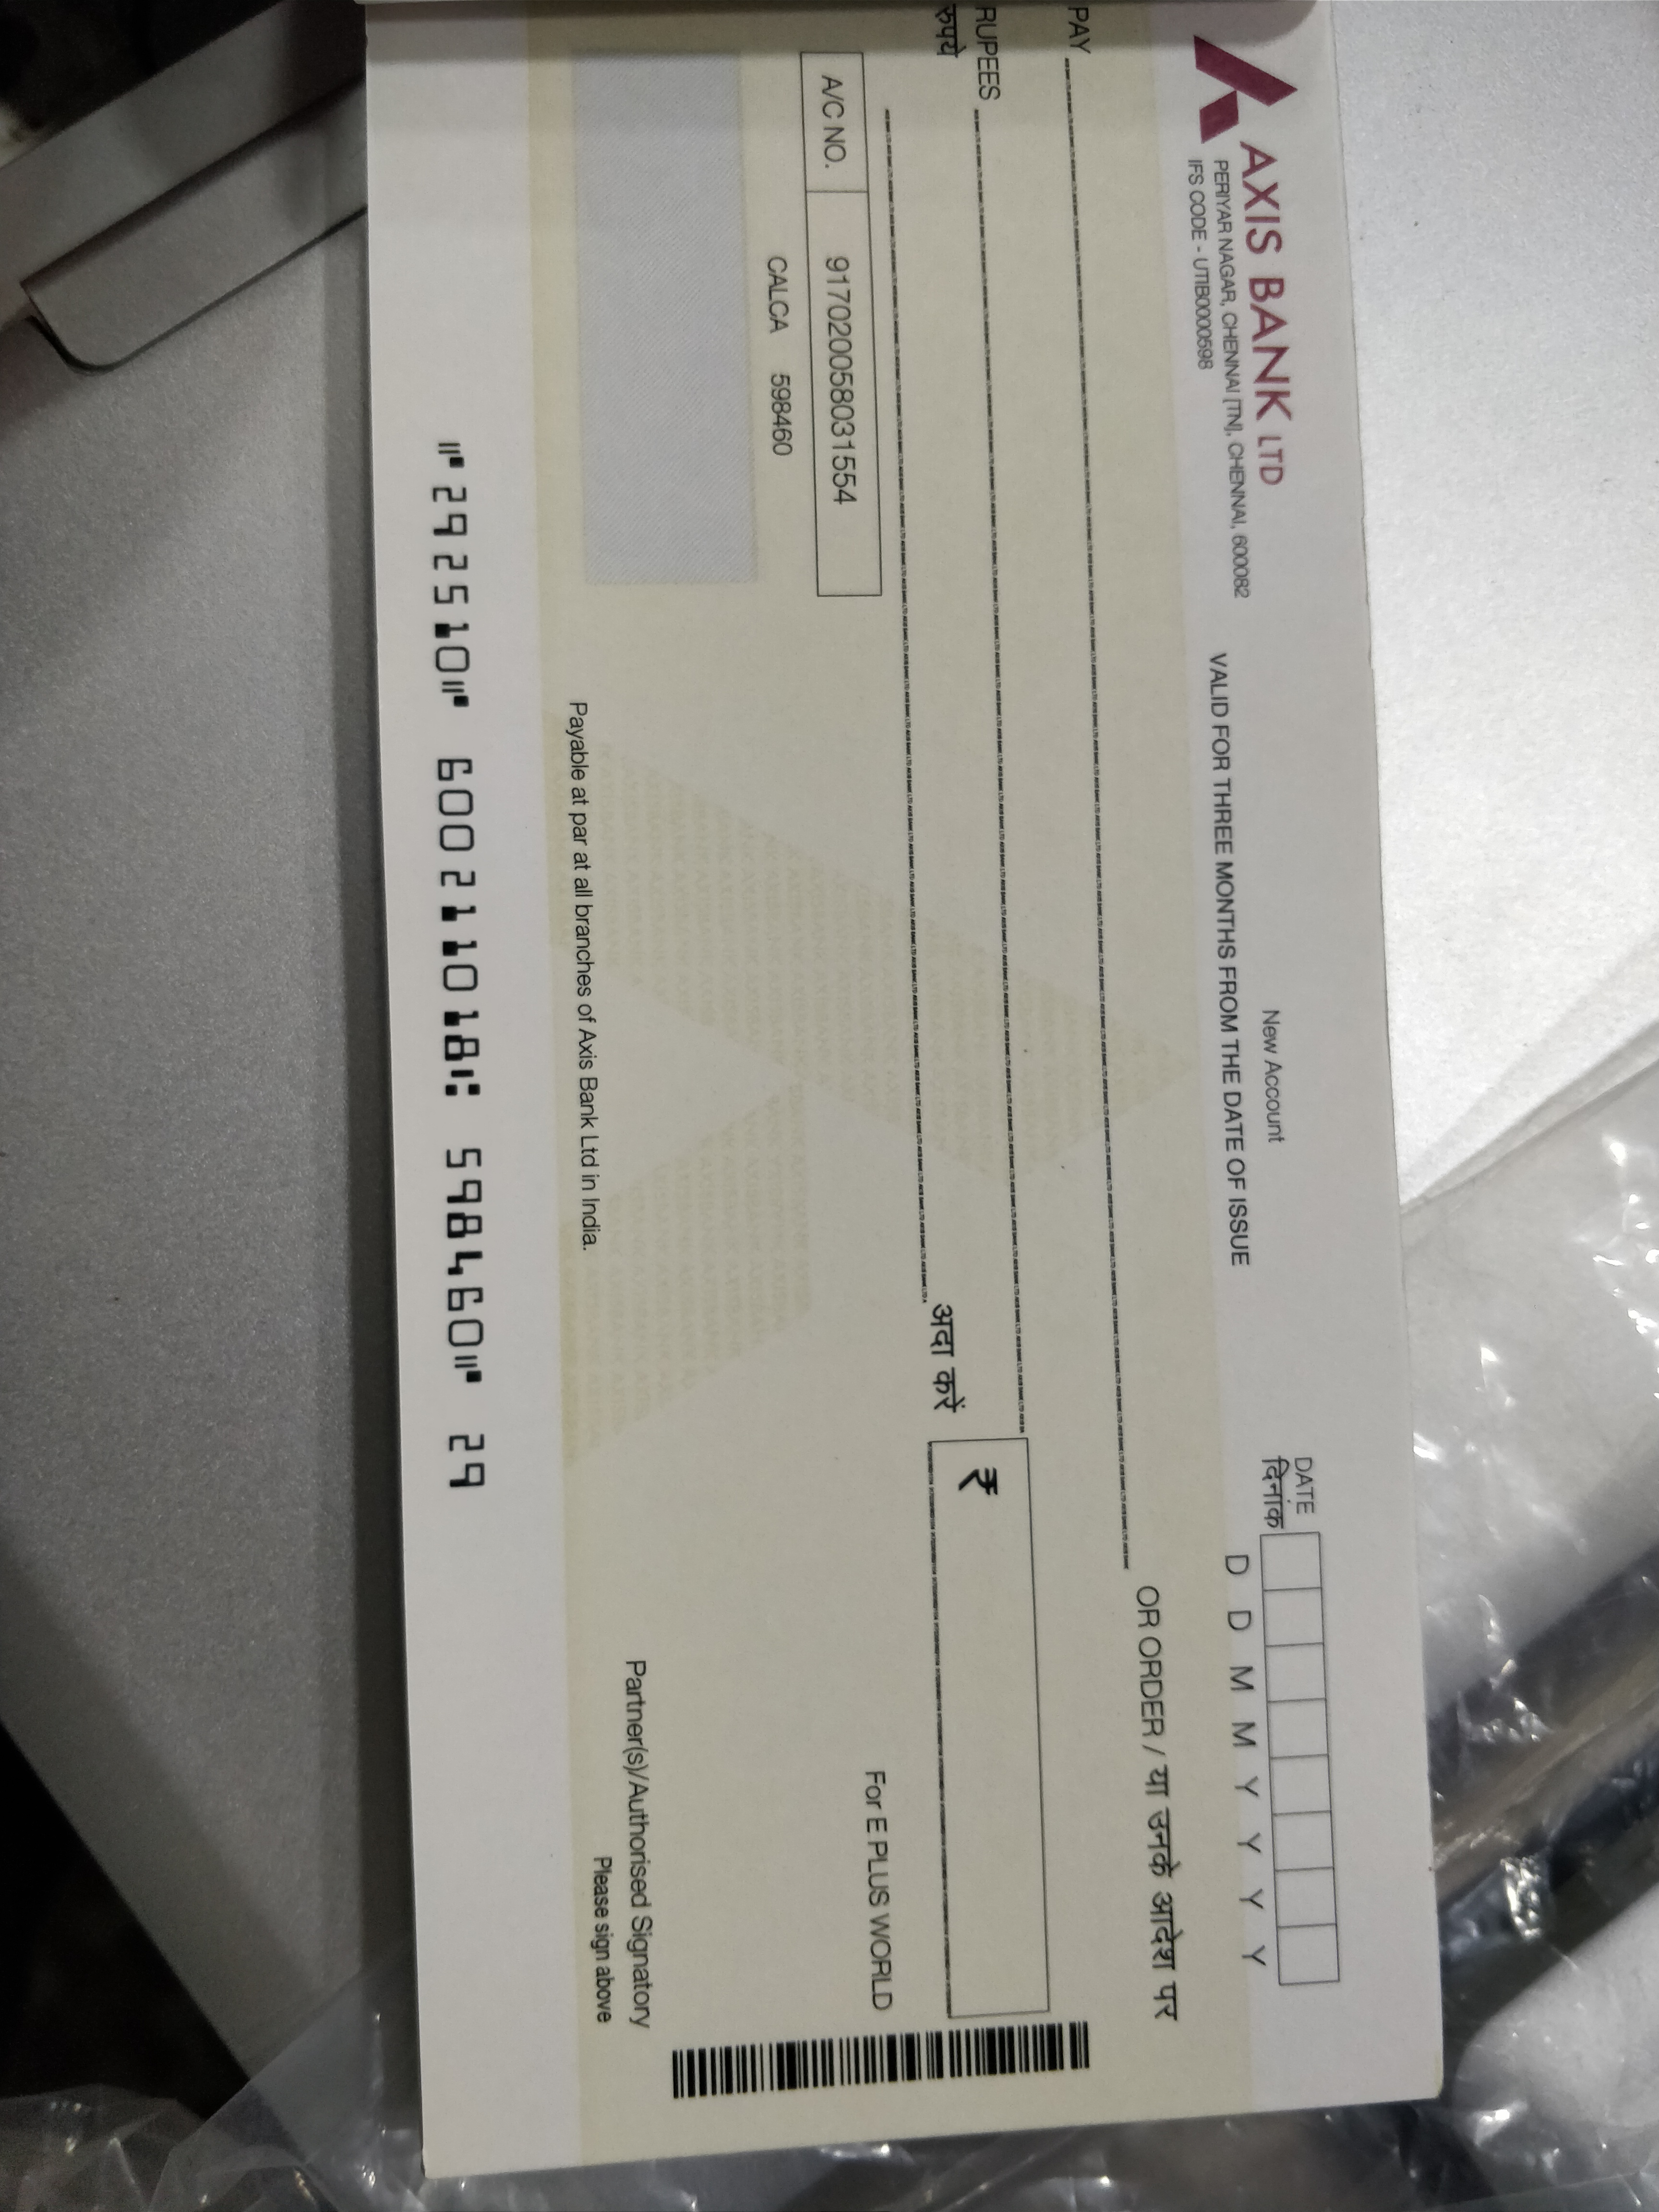 AXIS BANK LTD
PERIYAR NAGAR, CHENNAI [TN], CHENNAI, 600082
IFS CODE - UTIB0000598
New Account
VALID FOR THREE MONTHS FROM THE DATE OF ISSUE
DATE
दिनांक
D D M M Y Y Y Y
PAY
OR ORDER / या उनके आदेश पर
RUPEES
रुपये
अदा करें
₹
A/C NO. 917020058031554
CALCA 598460
For E PLUS WORLD
Partner(s)/Authorised Signatory
Please sign above
Payable at par at all branches of Axis Bank Ltd in India.
⑈292510⑈ 600211018⑆ 598460⑈ 29